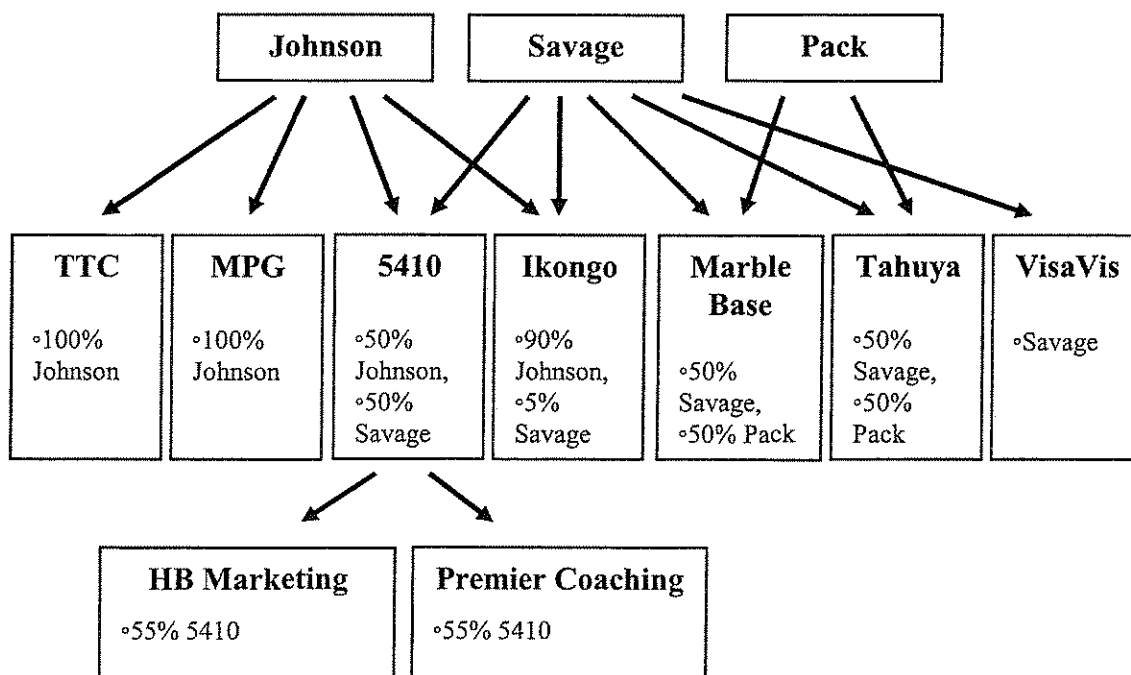 Johnson
Savage
Pack
TTC
◦100%
Johnson
MPG
◦100%
Johnson
5410
◦50%
Johnson,
◦50%
Savage
Ikongo
◦90%
Johnson,
◦5%
Savage
Marble
Base
◦50%
Savage,
◦50% Pack
Tahuya
◦50%
Savage,
◦50%
Pack
VisaVis
◦Savage
HB Marketing
◦55% 5410
Premier Coaching
◦55% 5410